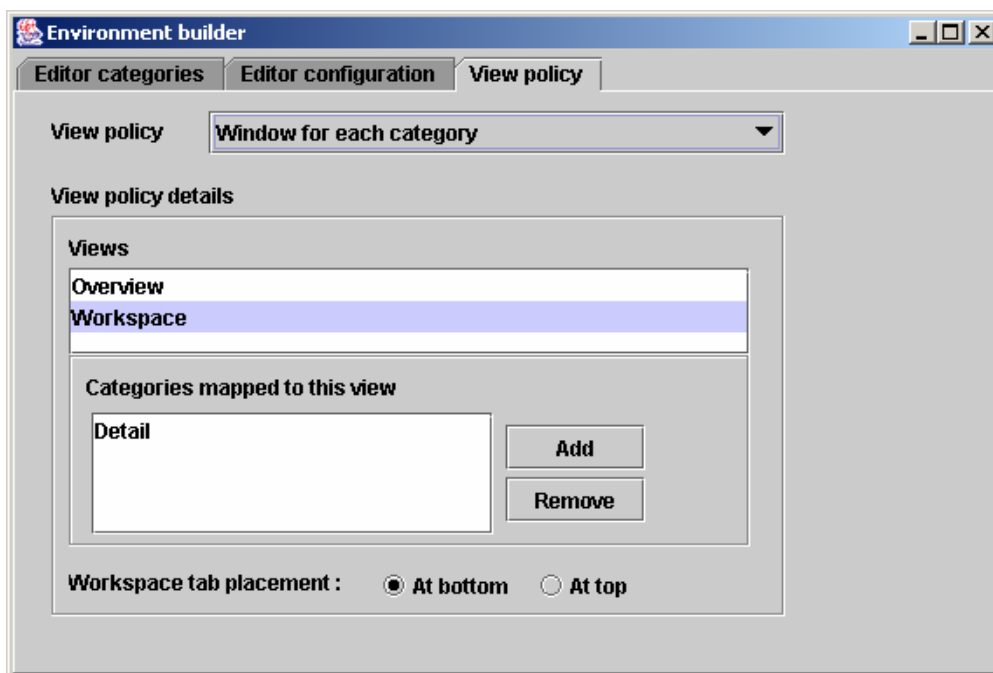 Environment builder
Editor categories Editor configuration View policy
View policy Window for each category
View policy details
Views
Overview
Workspace
Categories mapped to this view
Detail
Add
Remove
Workspace tab placement : At bottom At top